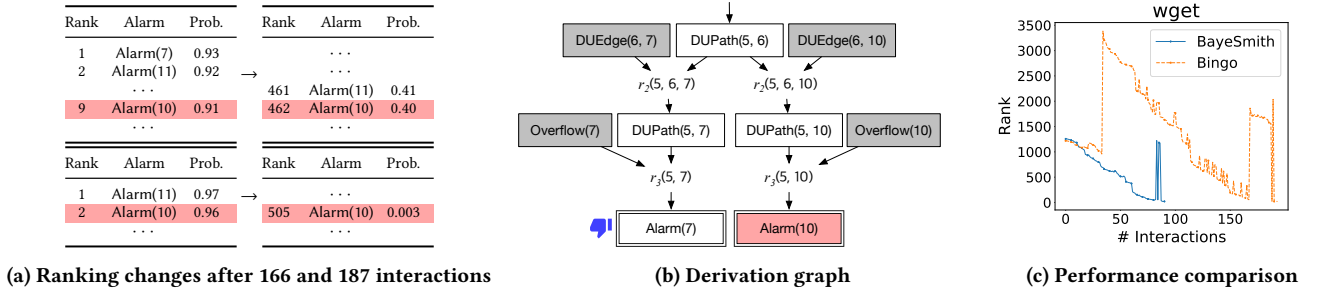 Rank Alarm Prob.
1 Alarm(7) 0.93
2 Alarm(11) 0.92
· · ·
9 Alarm(10) 0.91
· · ·
→
Rank Alarm Prob.
· · ·
· · ·
461 Alarm(11) 0.41
462 Alarm(10) 0.40
· · ·
Rank Alarm Prob.
1 Alarm(11) 0.97
2 Alarm(10) 0.96
· · ·
→
Rank Alarm Prob.
· · ·
505 Alarm(10) 0.003
· · ·
(a) Ranking changes after 166 and 187 interactions
DUEdge(6, 7) DUPath(5, 6) DUEdge(6, 10)
r2(5, 6, 7) r2(5, 6, 10)
Overflow(7) DUPath(5, 7) DUPath(5, 10) Overflow(10)
r3(5, 7) r3(5, 10)
Alarm(7) Alarm(10)
(b) Derivation graph
wget
BayeSmith
Bingo
Rank
3500
3000
2500
2000
1500
1000
500
0
0 50 100 150
# Interactions
(c) Performance comparison